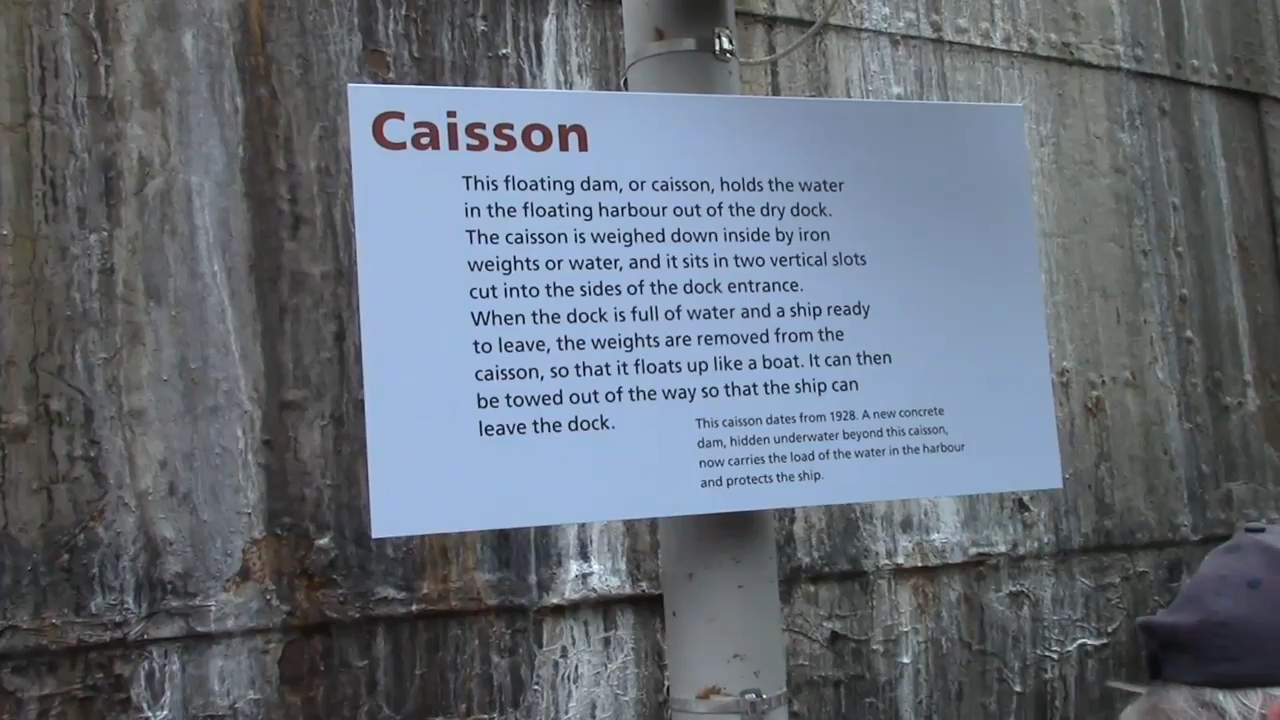 Caisson
This floating dam, or caisson, holds the water
in the floating harbour out of the dry dock.
The caisson is weighed down inside by iron
weights or water, and it sits in two vertical slots
cut into the sides of the dock entrance.
When the dock is full of water and a ship ready
to leave, the weights are removed from the
caisson, so that it floats up like a boat. It can then
be towed out of the way so that the ship can
leave the dock.
This caisson dates from 1928. A new concrete
dam, hidden underwater beyond this caisson,
now carries the load of the water in the harbour
and protects the ship.